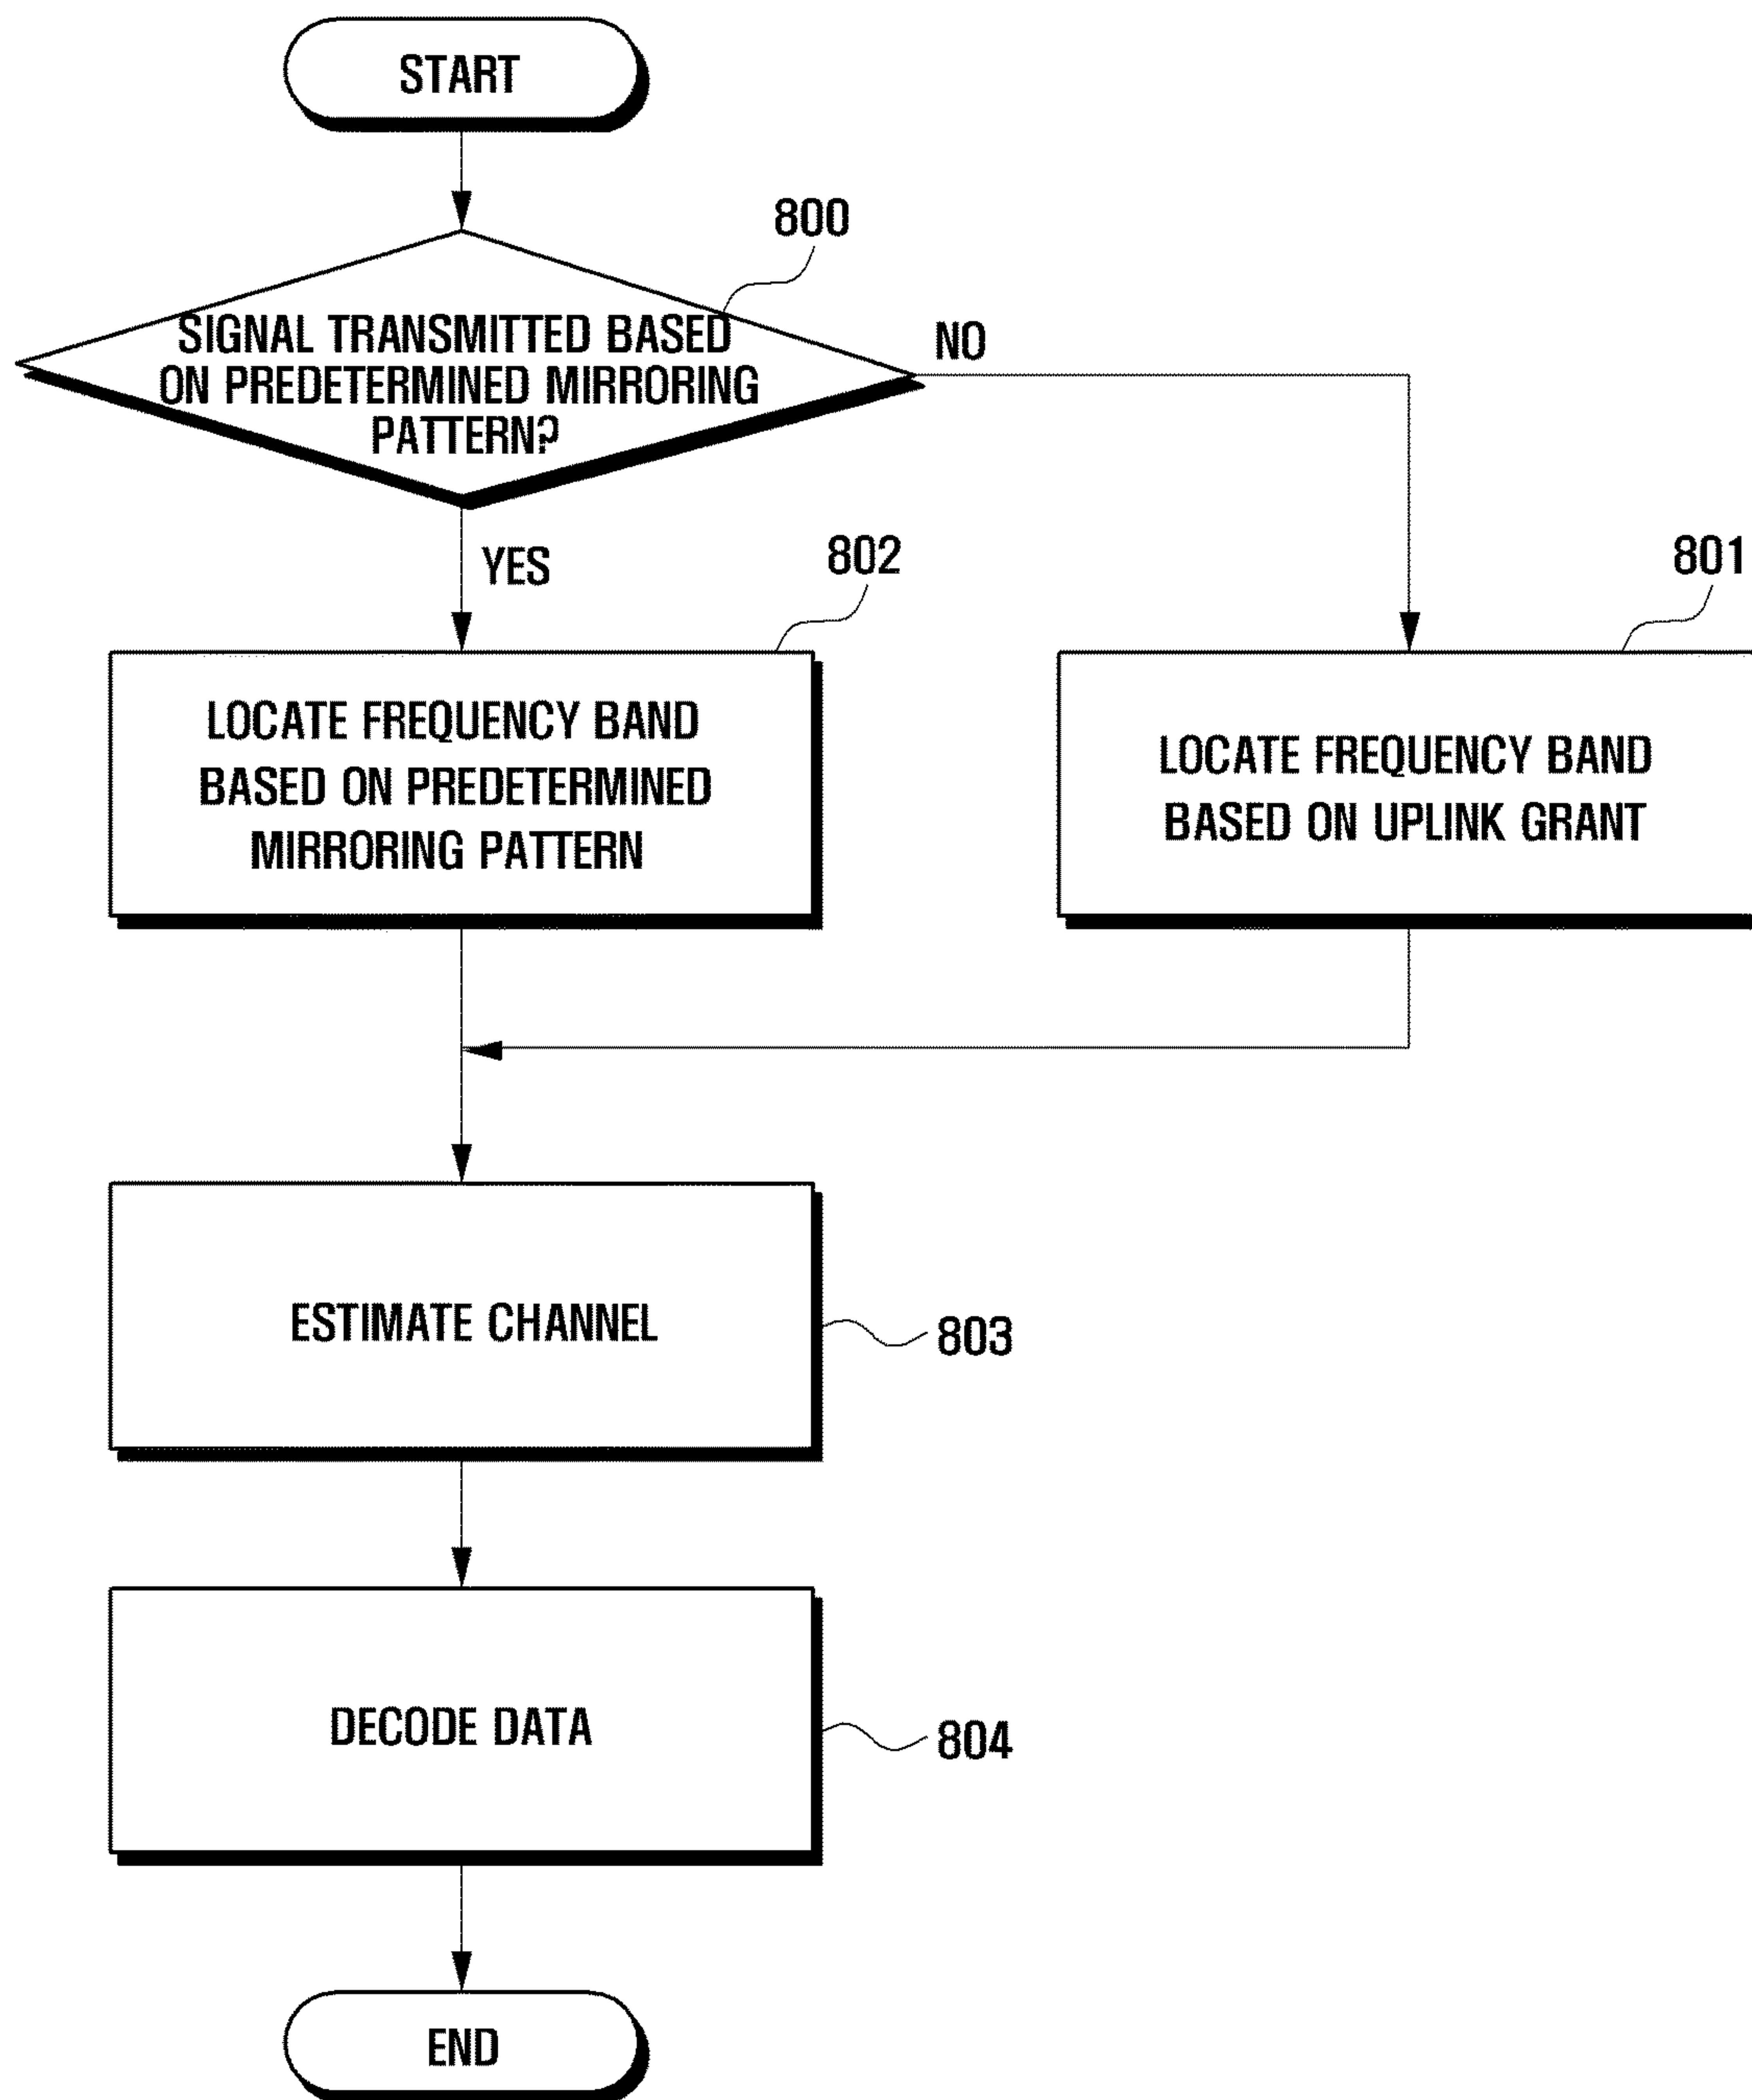 START
800
SIGNAL TRANSMITTED BASED
ON PREDETERMINED MIRRORING
PATTERN?
NO
YES
802
801
LOCATE FREQUENCY BAND
BASED ON PREDETERMINED
MIRRORING PATTERN
LOCATE FREQUENCY BAND
BASED ON UPLINK GRANT
ESTIMATE CHANNEL
803
DECODE DATA
804
END